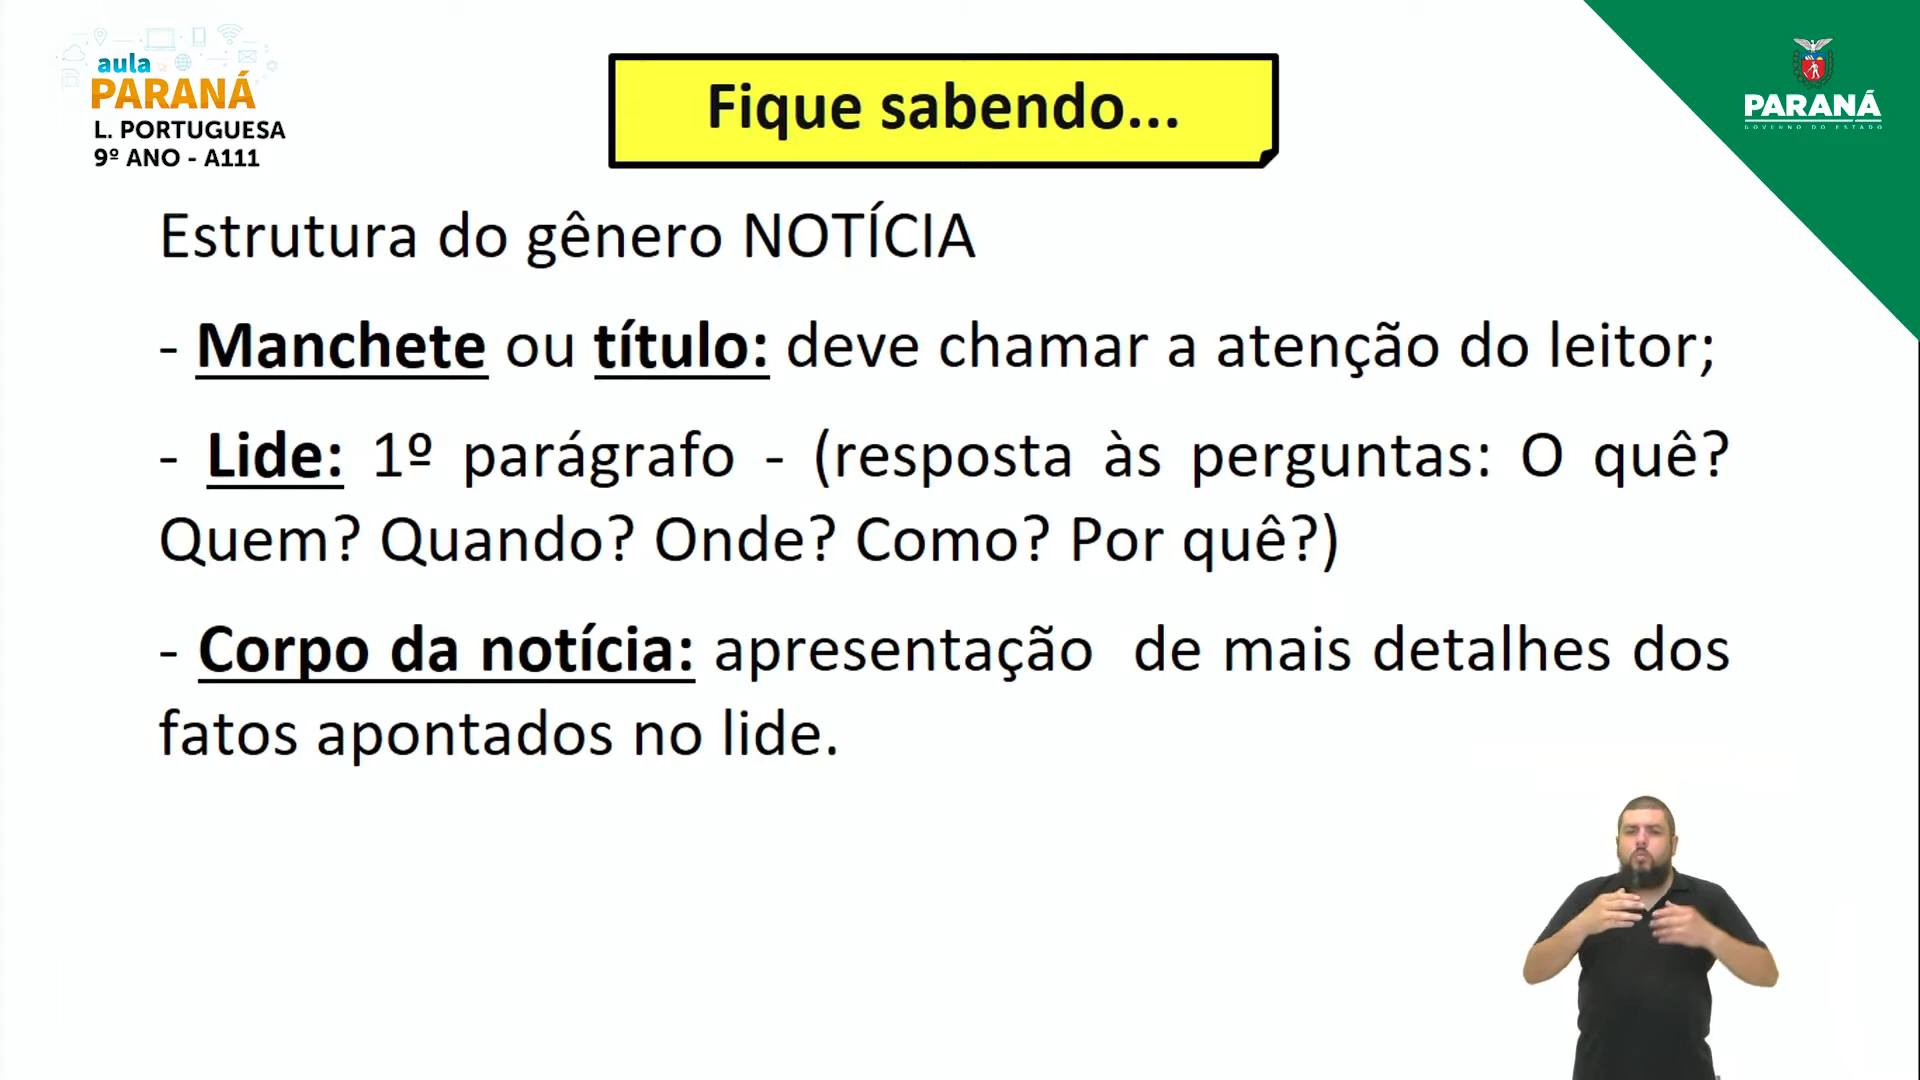 aula
PARANÁ
L. PORTUGUESA
9º ANO - A111
Fique sabendo...
PARANÁ
GOVERNO DO ESTADO
Estrutura do gênero NOTÍCIA
- Manchete ou título: deve chamar a atenção do leitor;
- Lide: 1º parágrafo - (resposta às perguntas: O quê?
Quem? Quando? Onde? Como? Por quê?)
- Corpo da notícia: apresentação de mais detalhes dos
fatos apontados no lide.